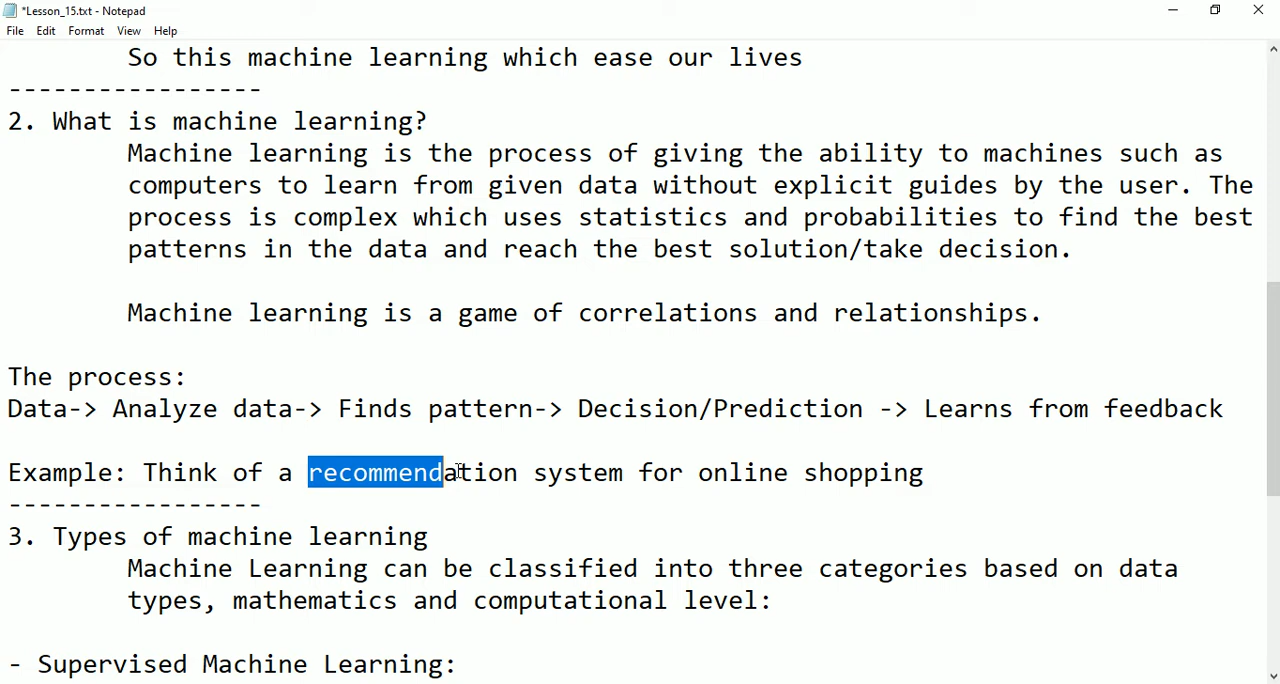 *Lesson_15.txt - Notepad
File Edit Format View Help
So this machine learning which ease our lives
-----------------
2. What is machine learning?
Machine learning is the process of giving the ability to machines such as
computers to learn from given data without explicit guides by the user. The
process is complex which uses statistics and probabilities to find the best
patterns in the data and reach the best solution/take decision.
Machine learning is a game of correlations and relationships.
The process:
Data-> Analyze data-> Finds pattern-> Decision/Prediction -> Learns from feedback
Example: Think of a recommendation system for online shopping
-----------------
3. Types of machine learning
Machine Learning can be classified into three categories based on data
types, mathematics and computational level:
- Supervised Machine Learning: